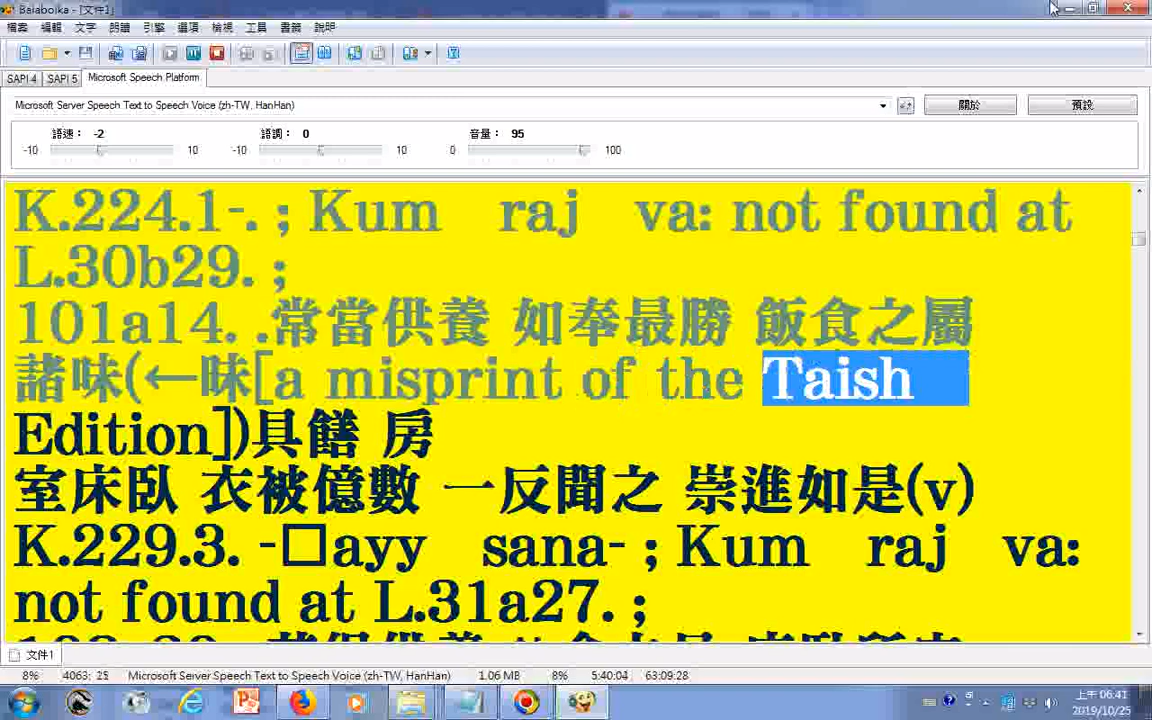 Balabolka - [文件1]
檔案 編輯 文字 朗讀 引擎 選項 檢視 工具 書籤 說明
SAPI 4 SAPI 5 Microsoft Speech Platform
Microsoft Server Speech Text to Speech Voice (zh-TW, HanHan) 關於 預設
語速： -2 語調： 0 音量： 95
-10 10 -10 10 0 100
K.224.1-. ; Kum raj va: not found at
L.30b29. ;
101a14. .常當供養 如奉最勝 飯食之屬
諸味(←昧[a misprint of the Taish
Edition])具饍 房
室床臥 衣被億數 一反聞之 崇進如是(v)
K.229.3. -□ayy sana- ; Kum raj va:
not found at L.31a27. ;
文件1
8% 4063: 25 Microsoft Server Speech Text to Speech Voice (zh-TW, HanHan) 1.06 MB 8% 5:40:04 63:09:28
上午 06:41
2019/10/25